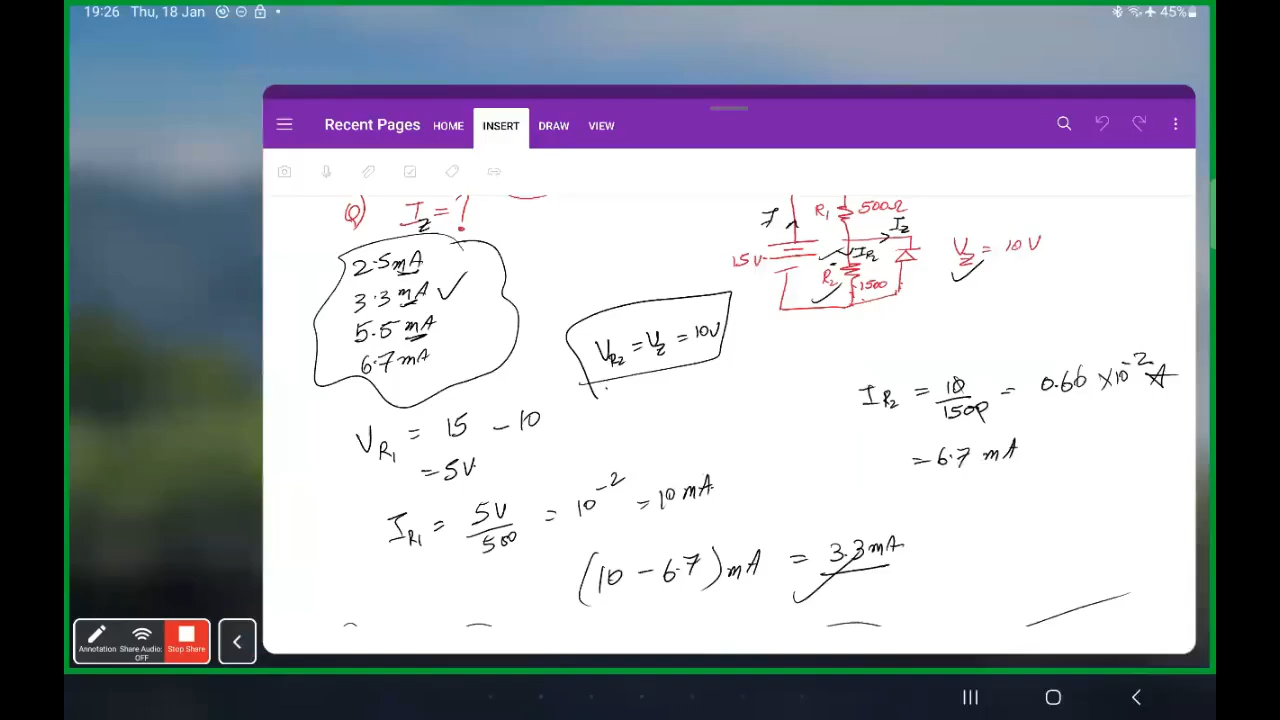 19:26 Thu, 18 Jan
45%
Recent Pages HOME INSERT DRAW VIEW
Q) I_Z = ?
2.5 mA
3.3 mA ✓
5.5 mA
6.7 mA
R₁ 500Ω
I_Z
15V
I_R₂
R₂
1500
V_Z = 10V
V_R₂ = V_Z = 10V
V_R₁ = 15 - 10
= 5V
I_R₁ = 5V/500 = 10⁻² = 10 mA
I_R₂ = 10/1500 = 0.66 × 10⁻² A
= 6.7 mA
(10 - 6.7) mA = 3.3 mA
Annotation
Share Audio: OFF
Stop Share